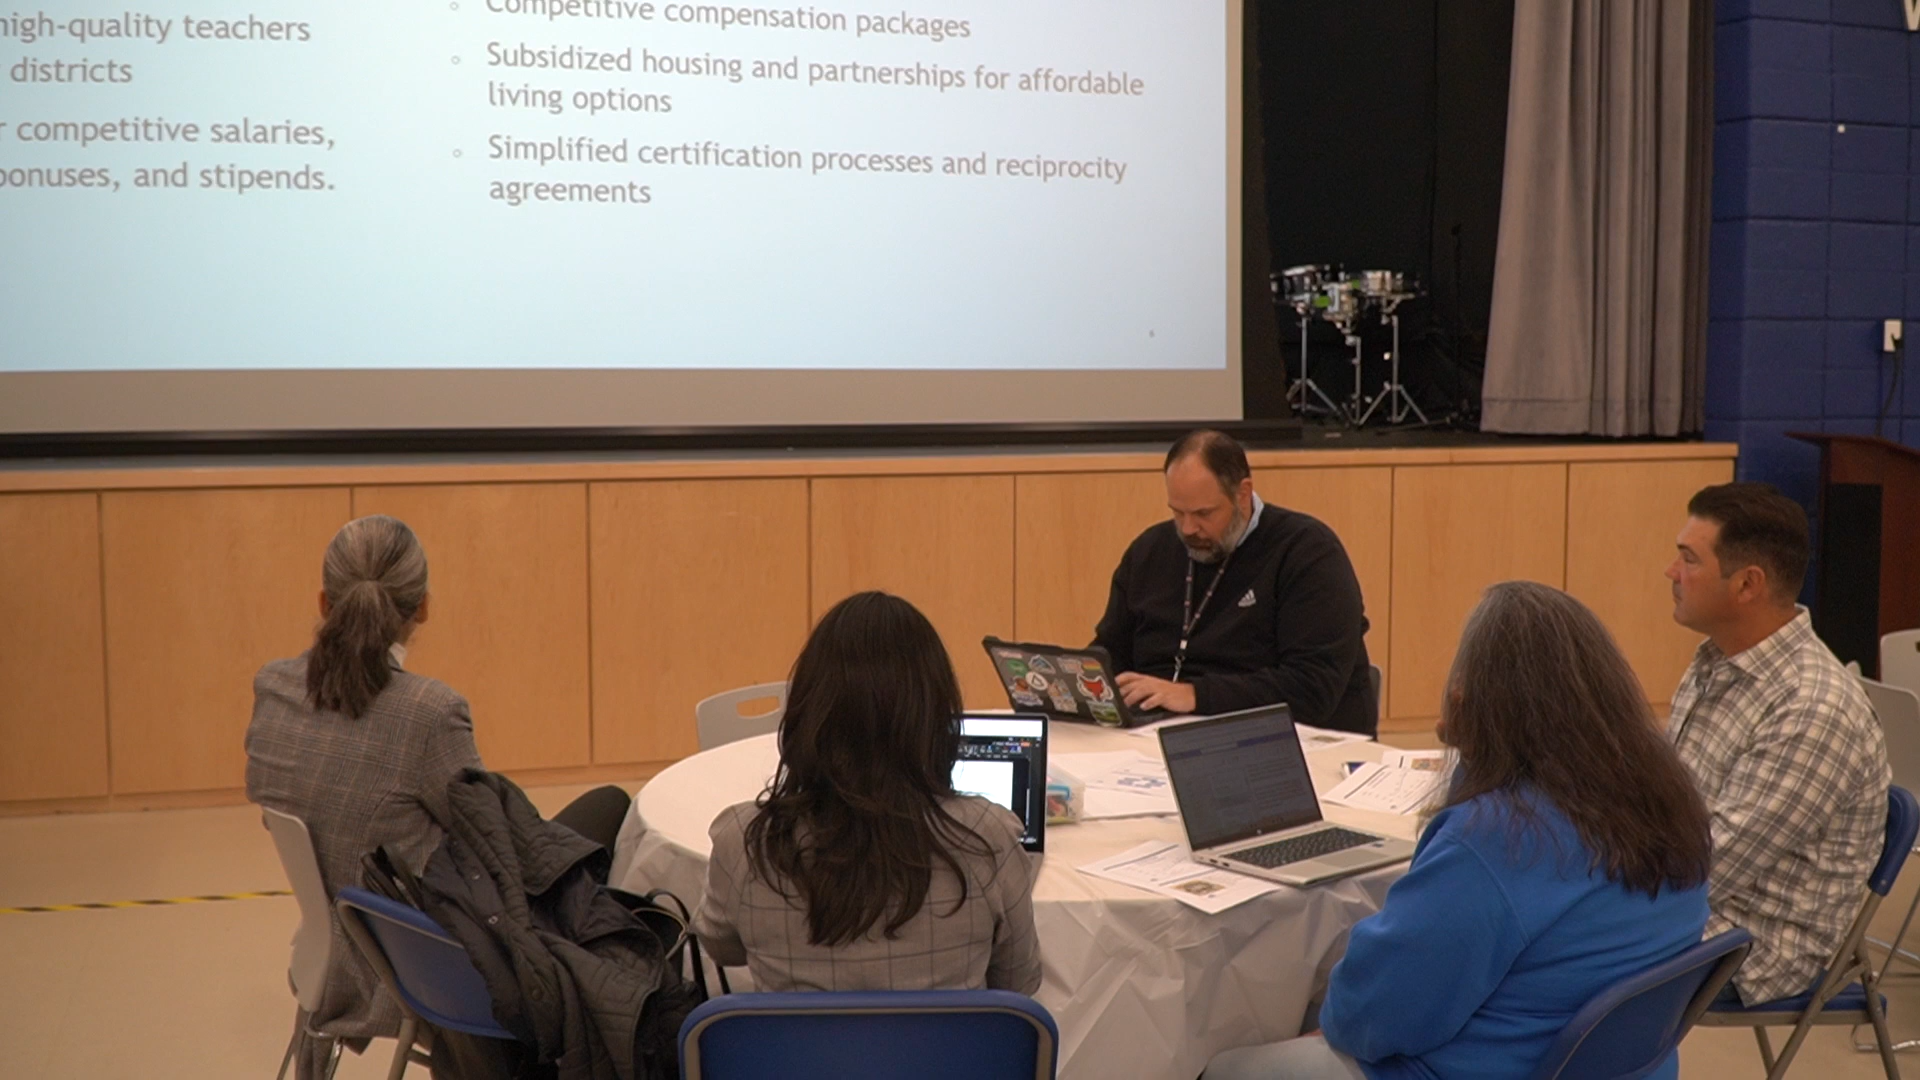 high-quality teachers
districts
competitive salaries,
bonuses, and stipends.
Competitive compensation packages
Subsidized housing and partnerships for affordable
living options
Simplified certification processes and reciprocity
agreements